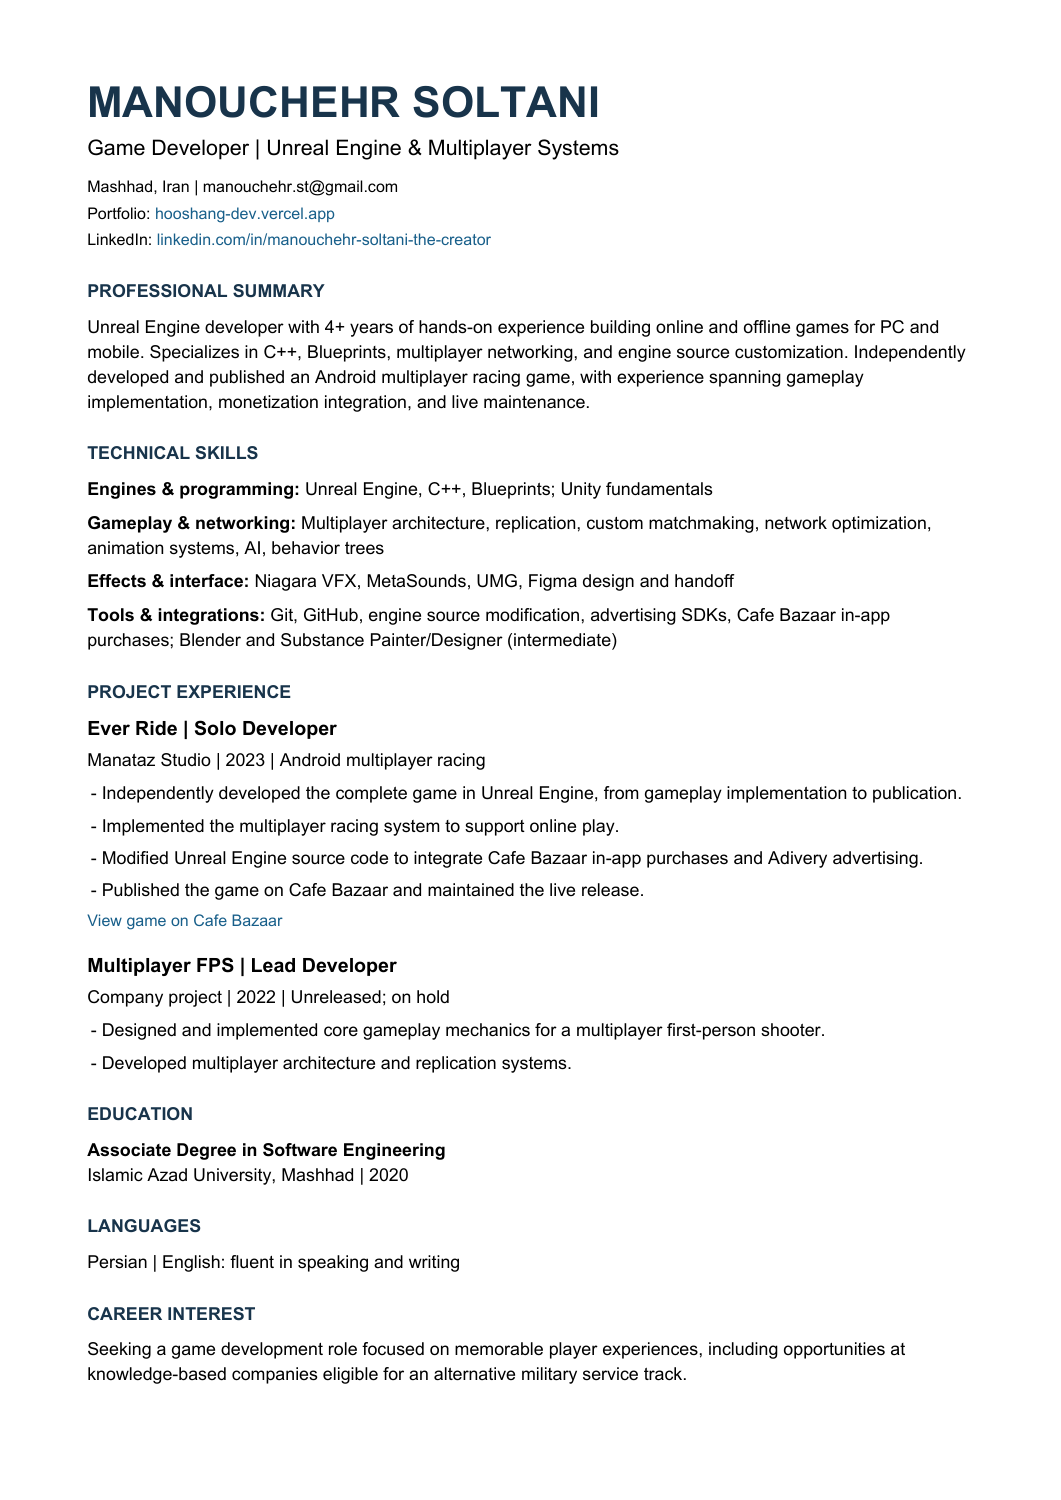 MANOUCHEHR SOLTANI
Game Developer | Unreal Engine & Multiplayer Systems
Mashhad, Iran | manouchehr.st@gmail.com
Portfolio: hooshang-dev.vercel.app
LinkedIn: linkedin.com/in/manouchehr-soltani-the-creator
PROFESSIONAL SUMMARY
Unreal Engine developer with 4+ years of hands-on experience building online and offline games for PC and
mobile. Specializes in C++, Blueprints, multiplayer networking, and engine source customization. Independently
developed and published an Android multiplayer racing game, with experience spanning gameplay
implementation, monetization integration, and live maintenance.
TECHNICAL SKILLS
Engines & programming: Unreal Engine, C++, Blueprints; Unity fundamentals
Gameplay & networking: Multiplayer architecture, replication, custom matchmaking, network optimization,
animation systems, AI, behavior trees
Effects & interface: Niagara VFX, MetaSounds, UMG, Figma design and handoff
Tools & integrations: Git, GitHub, engine source modification, advertising SDKs, Cafe Bazaar in-app
purchases; Blender and Substance Painter/Designer (intermediate)
PROJECT EXPERIENCE
Ever Ride | Solo Developer
Manataz Studio | 2023 | Android multiplayer racing
- Independently developed the complete game in Unreal Engine, from gameplay implementation to publication.
- Implemented the multiplayer racing system to support online play.
- Modified Unreal Engine source code to integrate Cafe Bazaar in-app purchases and Adivery advertising.
- Published the game on Cafe Bazaar and maintained the live release.
View game on Cafe Bazaar
Multiplayer FPS | Lead Developer
Company project | 2022 | Unreleased; on hold
- Designed and implemented core gameplay mechanics for a multiplayer first-person shooter.
- Developed multiplayer architecture and replication systems.
EDUCATION
Associate Degree in Software Engineering
Islamic Azad University, Mashhad | 2020
LANGUAGES
Persian | English: fluent in speaking and writing
CAREER INTEREST
Seeking a game development role focused on memorable player experiences, including opportunities at
knowledge-based companies eligible for an alternative military service track.